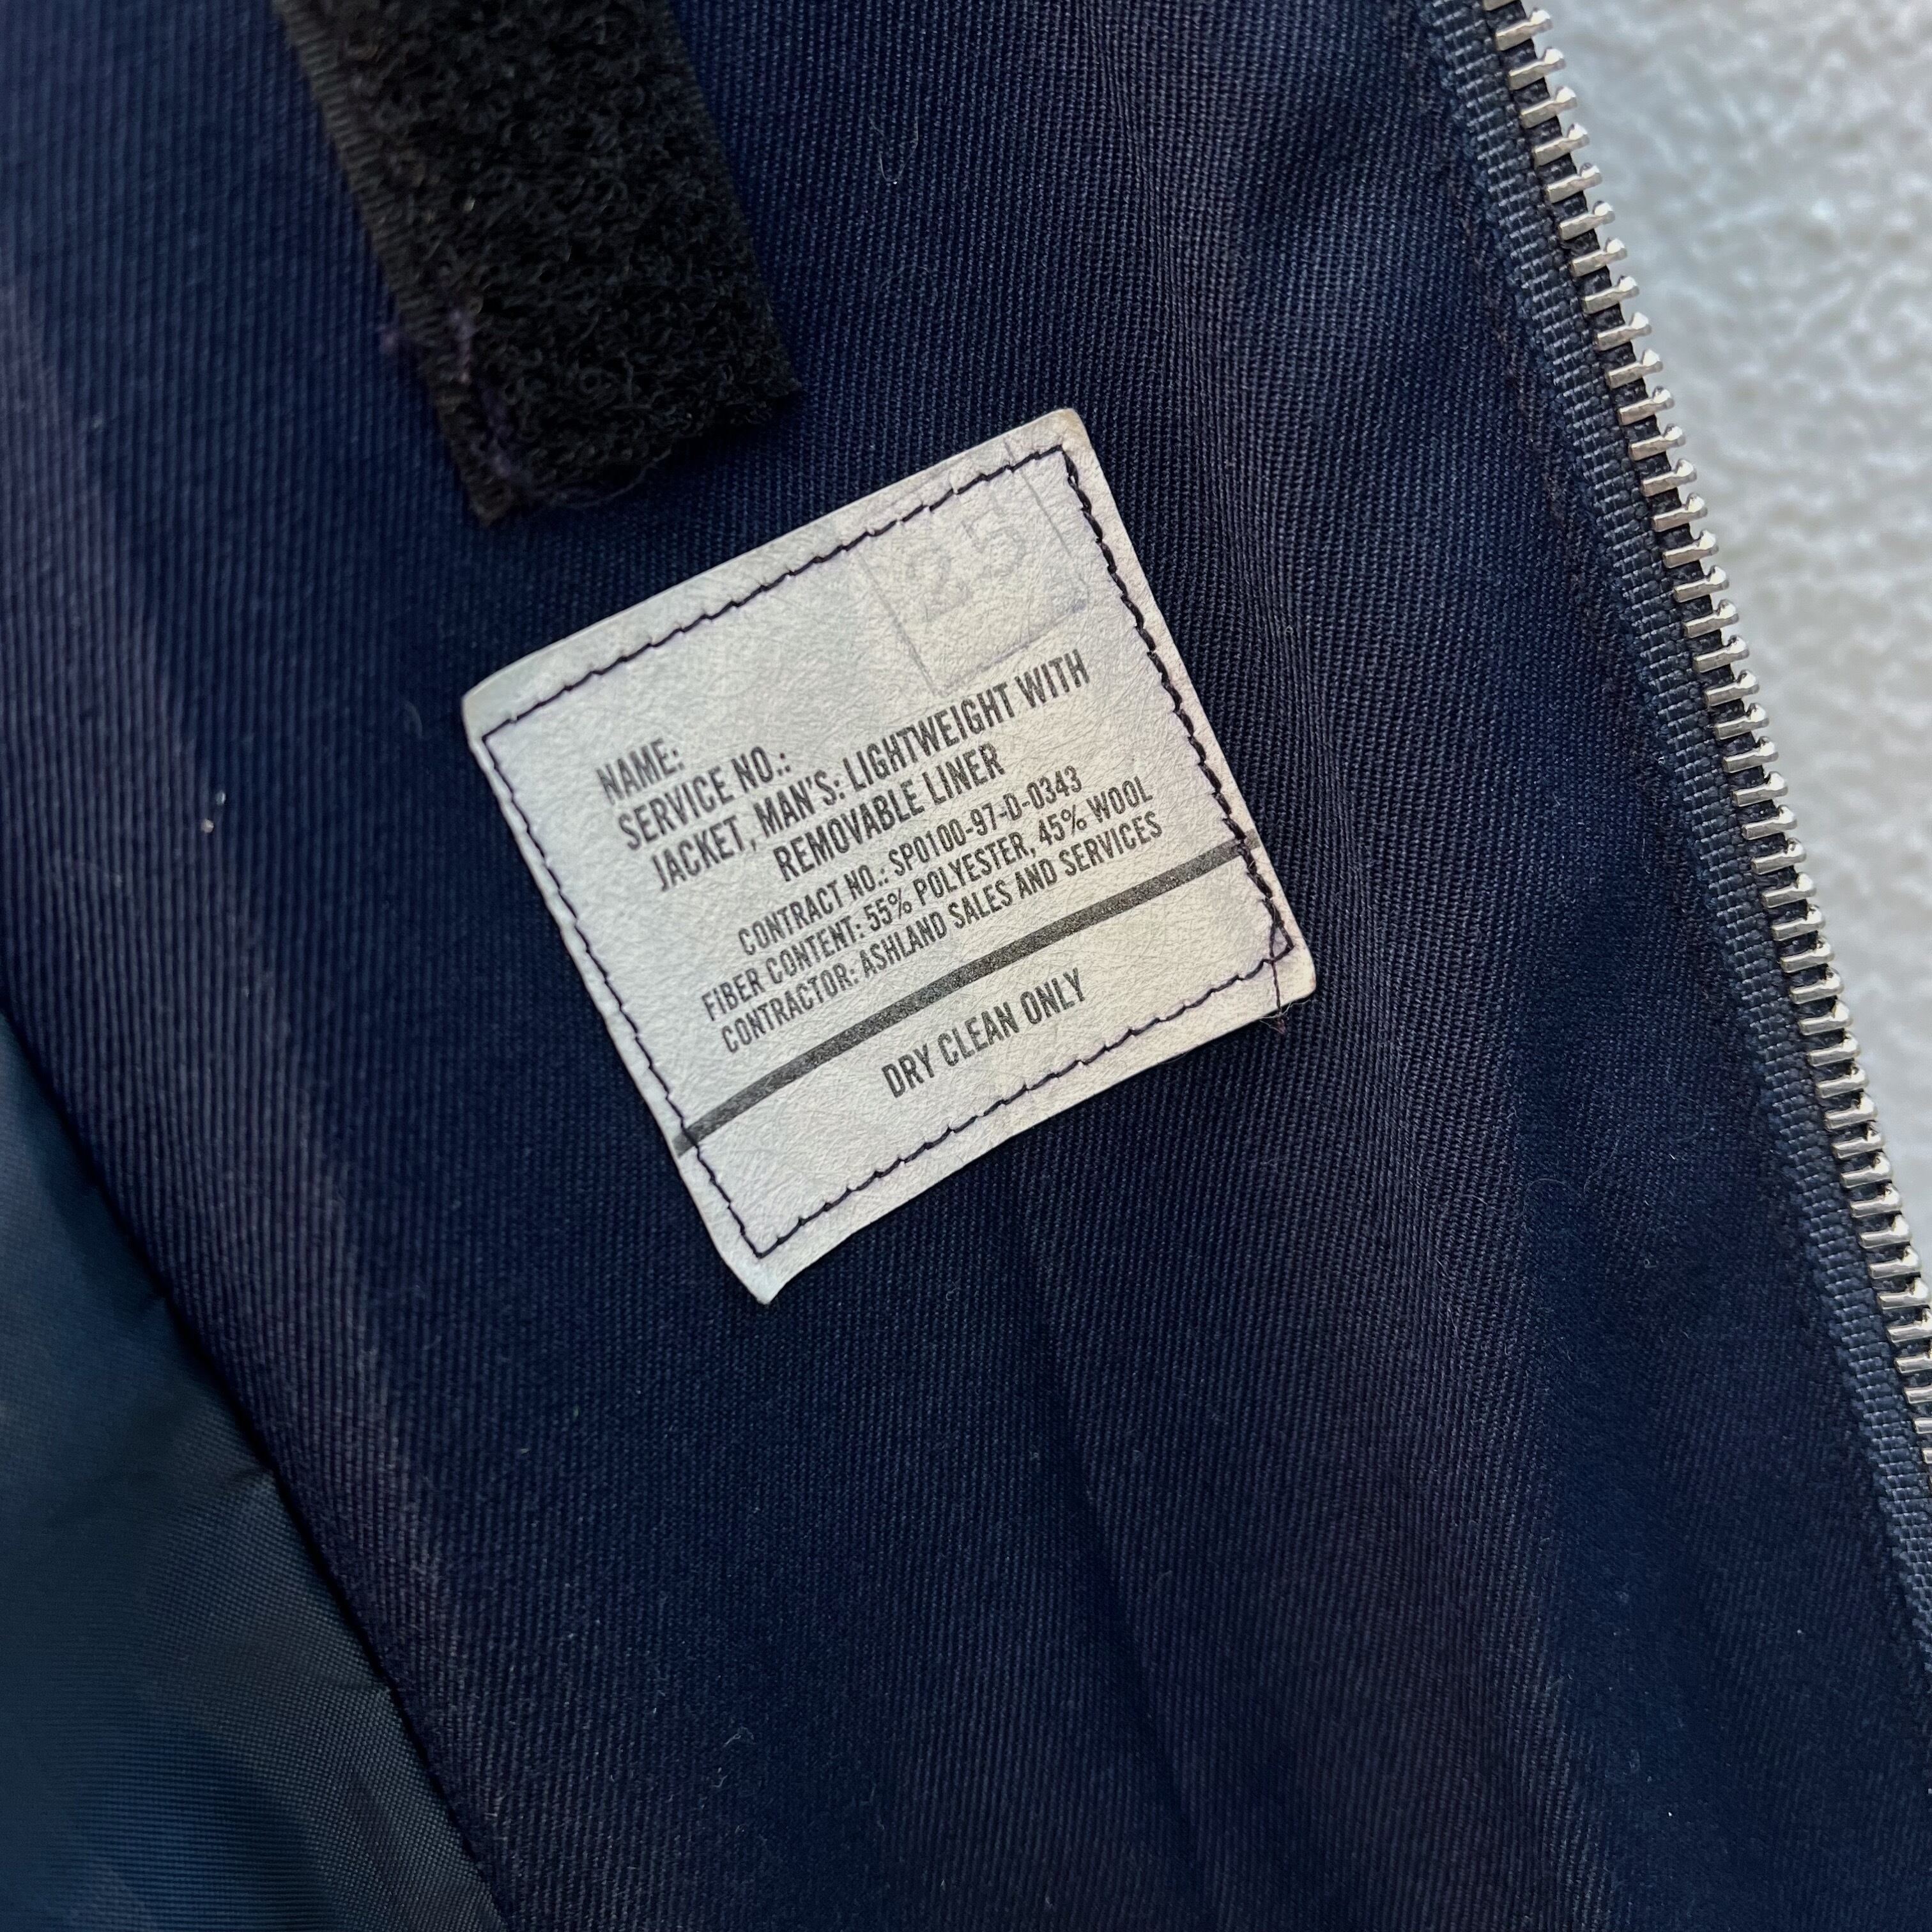 25
NAME:
SERVICE NO.:
JACKET, MAN'S: LIGHTWEIGHT WITH
REMOVABLE LINER
CONTRACT NO.: SP0100-97-D-0343
FIBER CONTENT: 55% POLYESTER, 45% WOOL
CONTRACTOR: ASHLAND SALES AND SERVICES
DRY CLEAN ONLY